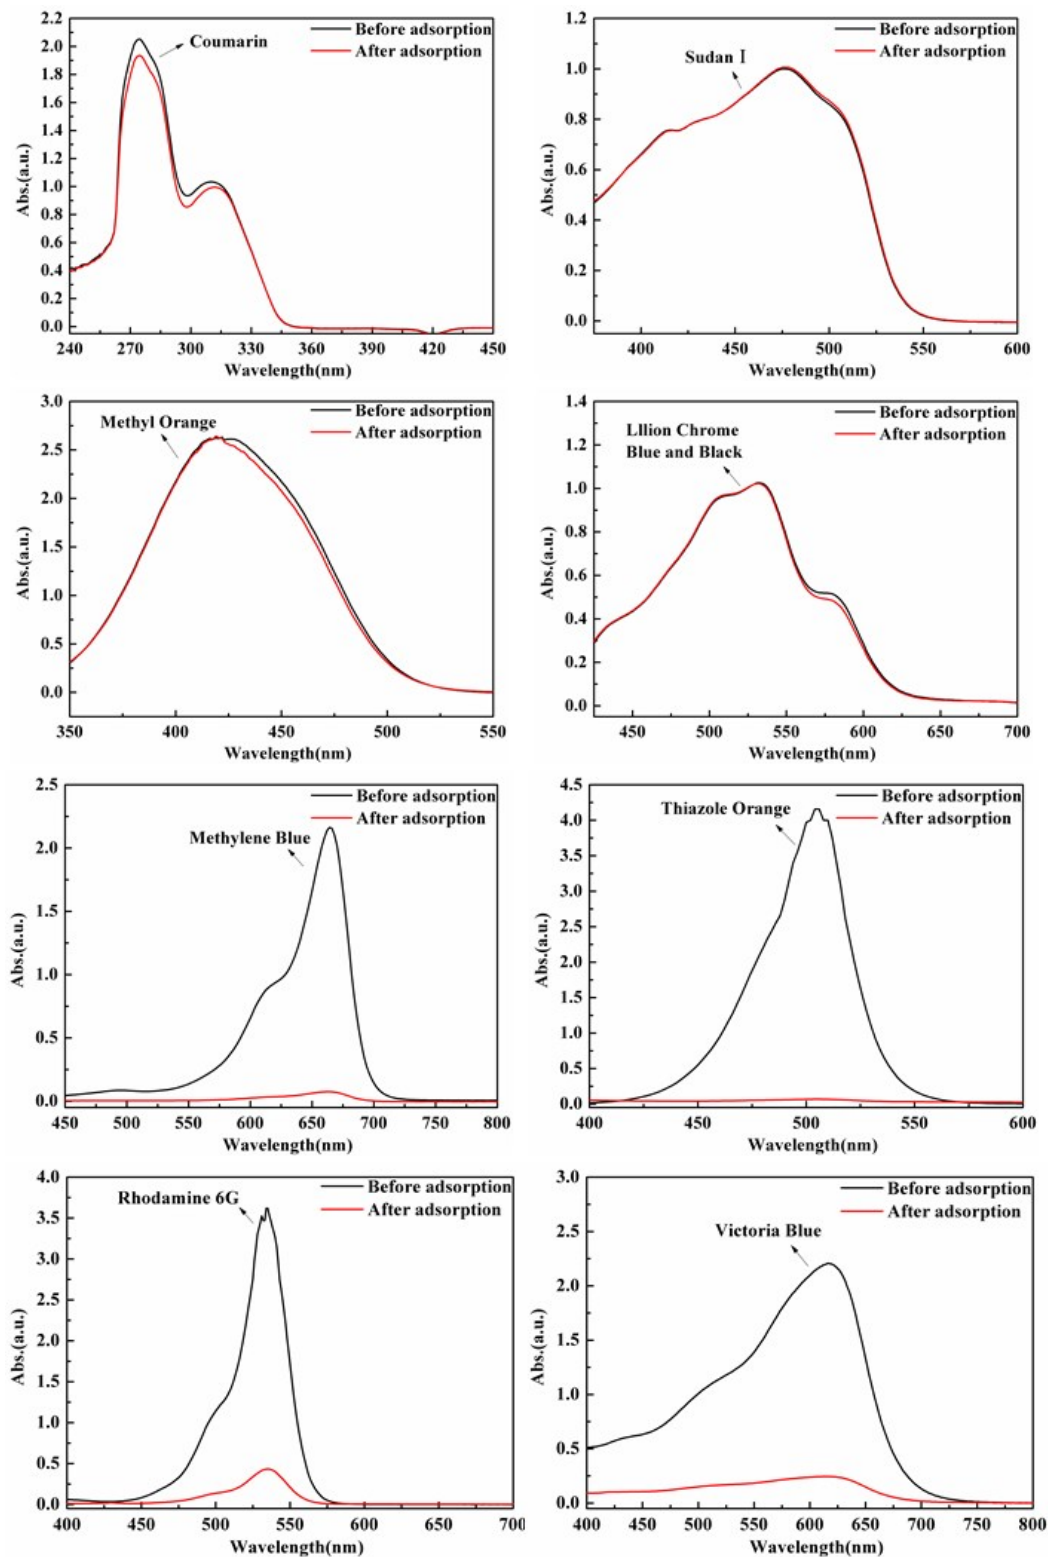 2.2
2.0
1.8
1.6
1.4
1.2
1.0
0.8
0.6
0.4
0.2
0.0
Abs.(a.u.)
Before adsorption
After adsorption
Coumarin
240 270 300 330 360 390 420 450
Wavelength(nm)
1.2
1.0
0.8
0.6
0.4
0.2
0.0
Abs.(a.u.)
Before adsorption
After adsorption
Sudan Ⅰ
400 450 500 550 600
Wavelength(nm)
3.0
2.5
2.0
1.5
1.0
0.5
0.0
Abs.(a.u.)
Before adsorption
After adsorption
Methyl Orange
350 400 450 500 550
Wavelength(nm)
1.4
1.2
1.0
0.8
0.6
0.4
0.2
0.0
Abs.(a.u.)
Before adsorption
After adsorption
Lllion Chrome
Blue and Black
450 500 550 600 650 700
Wavelength(nm)
2.5
2.0
1.5
1.0
0.5
0.0
Abs.(a.u.)
Before adsorption
After adsorption
Methylene Blue
450 500 550 600 650 700 750 800
Wavelength(nm)
4.5
4.0
3.5
3.0
2.5
2.0
1.5
1.0
0.5
0.0
Abs.(a.u.)
Before adsorption
After adsorption
Thiazole Orange
400 450 500 550 600
Wavelength(nm)
4.0
3.5
3.0
2.5
2.0
1.5
1.0
0.5
0.0
Abs.(a.u.)
Before adsorption
After adsorption
Rhodamine 6G
400 450 500 550 600 650 700
Wavelength(nm)
3.0
2.5
2.0
1.5
1.0
0.5
0.0
Abs.(a.u.)
Before adsorption
After adsorption
Victoria Blue
400 450 500 550 600 650 700 750 800
Wavelength(nm)